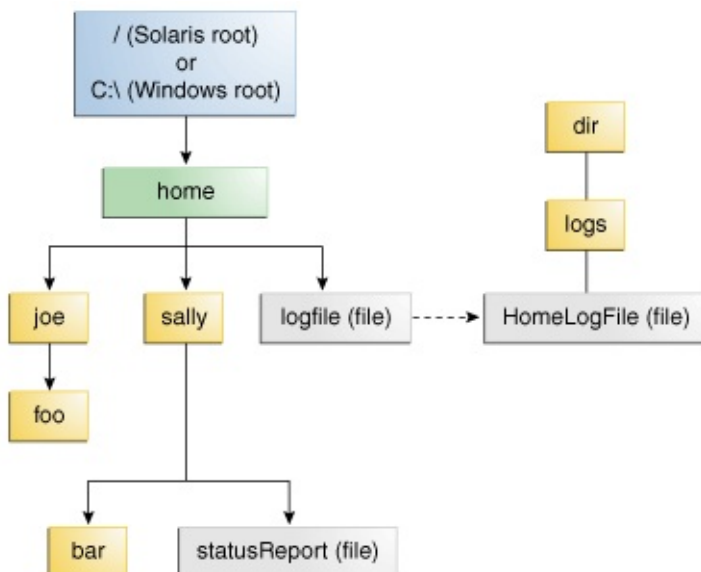 / (Solaris root)
or
C:\ (Windows root)
dir
home
logs
joe
sally
logfile (file)
HomeLogFile (file)
foo
bar
statusReport (file)